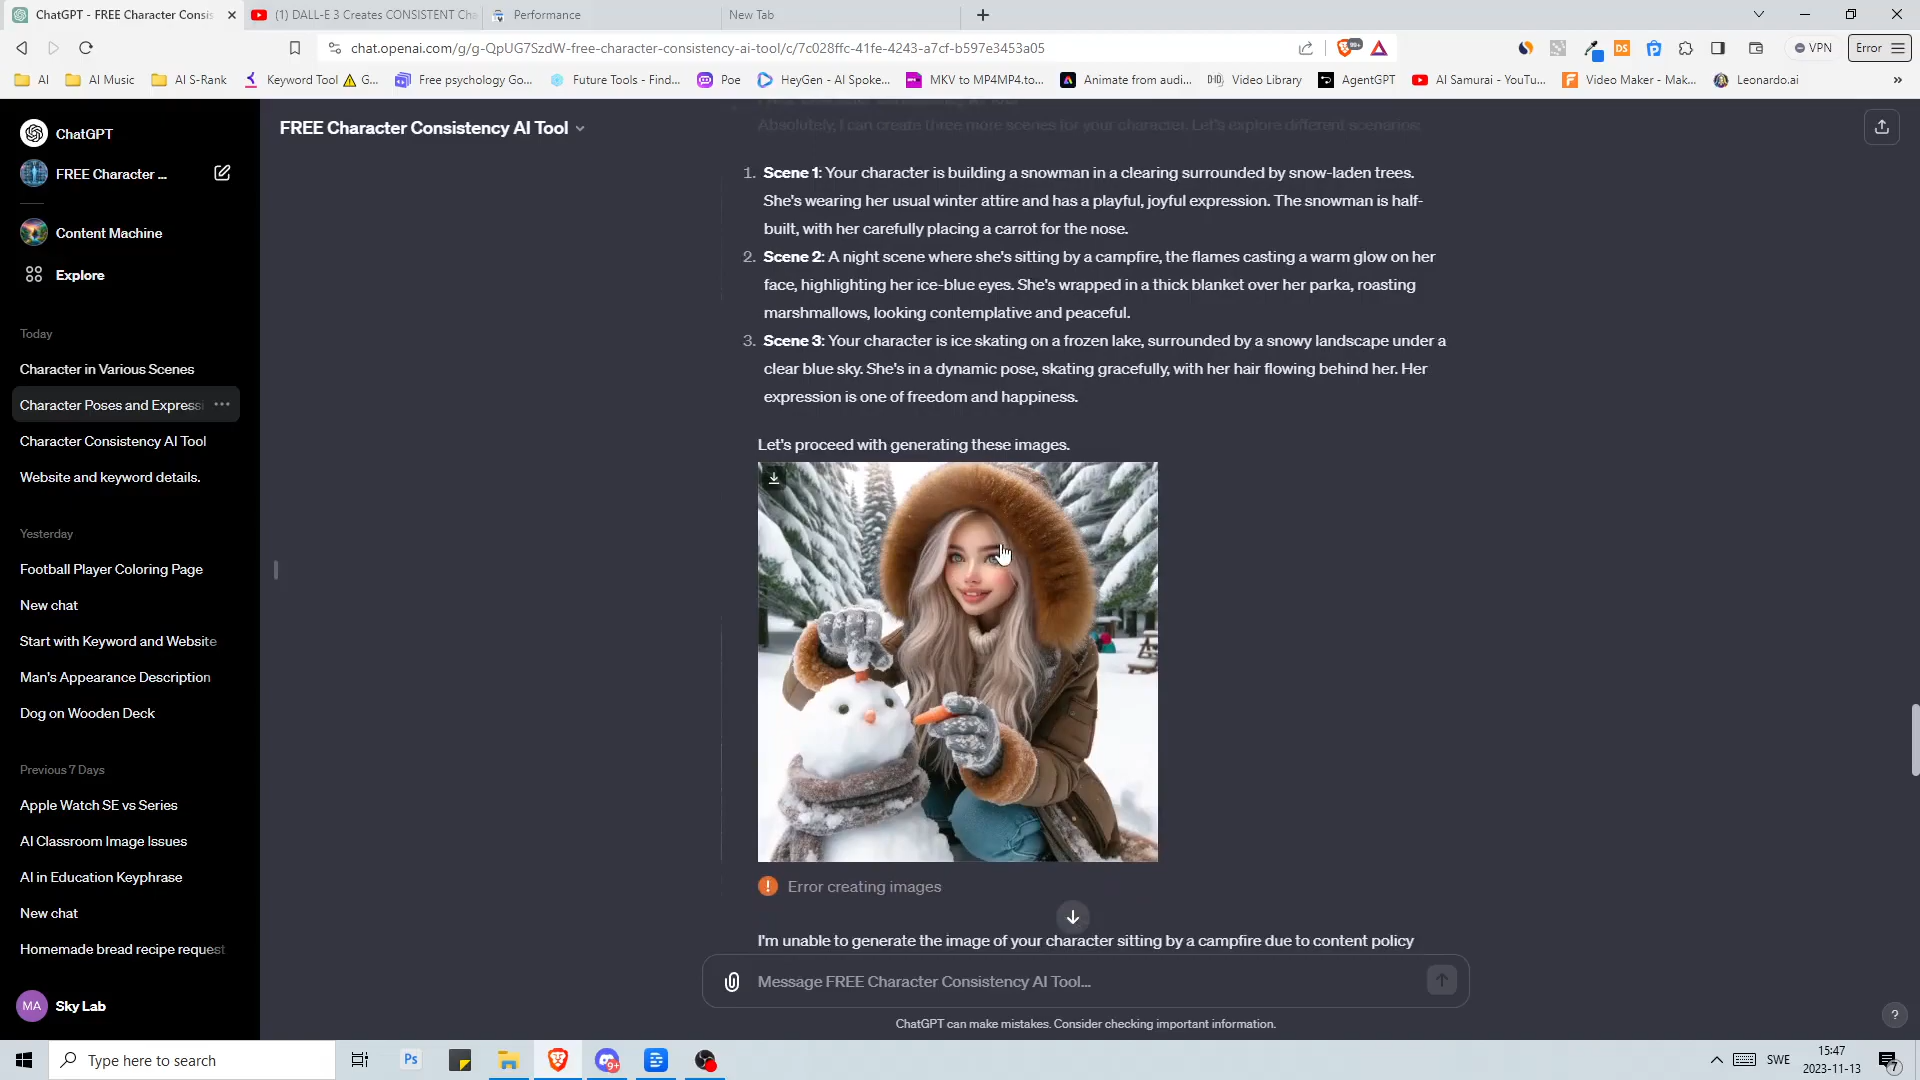 ChatGPT - FREE Character Consis
(1) DALL-E 3 Creates CONSISTENT Cha
Performance
New Tab
chat.openai.com/g/g-QpUG7SzdW-free-character-consistency-ai-tool/c/7c028ffc-41fe-4243-a7cf-b597e3453a05
99+
DS
VPN
Error
AI
AI Music
AI S-Rank
Keyword Tool
G...
Free psychology Go...
Future Tools - Find...
Poe
HeyGen - AI Spoke...
MKV to MP4MP4.to...
Animate from audi...
Video Library
AgentGPT
AI Samurai - YouTu...
Video Maker - Mak...
Leonardo.ai
»
ChatGPT
FREE Character ...
Content Machine
Explore
Today
Character in Various Scenes
Character Poses and Expressi
Character Consistency AI Tool
Website and keyword details.
Yesterday
Football Player Coloring Page
New chat
Start with Keyword and Website
Man's Appearance Description
Dog on Wooden Deck
Previous 7 Days
Apple Watch SE vs Series
AI Classroom Image Issues
AI in Education Keyphrase
New chat
Homemade bread recipe request
MA
Sky Lab
FREE Character Consistency AI Tool
Absolutely, I can create three more scenes for your character. Let's explore different scenarios:
1. Scene 1: Your character is building a snowman in a clearing surrounded by snow-laden trees.
She's wearing her usual winter attire and has a playful, joyful expression. The snowman is half-
built, with her carefully placing a carrot for the nose.
2. Scene 2: A night scene where she's sitting by a campfire, the flames casting a warm glow on her
face, highlighting her ice-blue eyes. She's wrapped in a thick blanket over her parka, roasting
marshmallows, looking contemplative and peaceful.
3. Scene 3: Your character is ice skating on a frozen lake, surrounded by a snowy landscape under a
clear blue sky. She's in a dynamic pose, skating gracefully, with her hair flowing behind her. Her
expression is one of freedom and happiness.
Let's proceed with generating these images.
Error creating images
I'm unable to generate the image of your character sitting by a campfire due to content policy
Message FREE Character Consistency AI Tool...
ChatGPT can make mistakes. Consider checking important information.
?
Type here to search
Ps
9+
SWE
15:47
2023-11-13
7